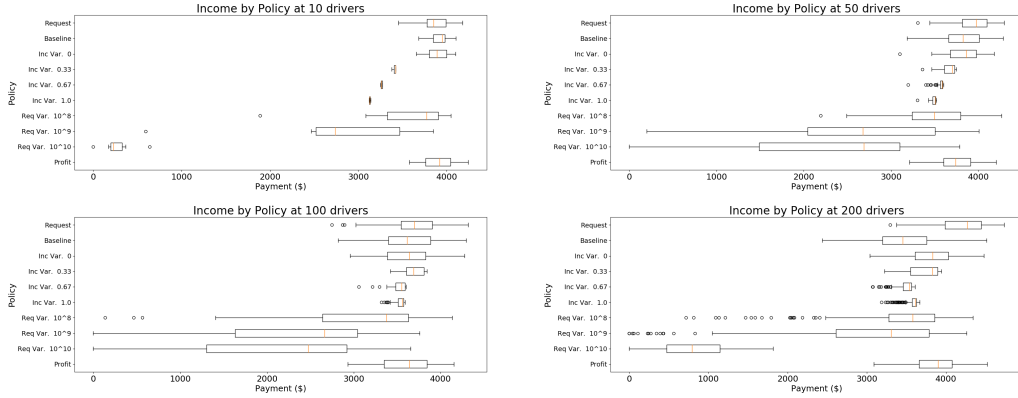 Income by Policy at 10 drivers
Policy
Request
Baseline
Inc Var.  0
Inc Var.  0.33
Inc Var.  0.67
Inc Var.  1.0
Req Var.  10^8
Req Var.  10^9
Req Var.  10^10
Profit
0 1000 2000 3000 4000
Payment ($)
Income by Policy at 50 drivers
Policy
Request
Baseline
Inc Var.  0
Inc Var.  0.33
Inc Var.  0.67
Inc Var.  1.0
Req Var.  10^8
Req Var.  10^9
Req Var.  10^10
Profit
0 1000 2000 3000 4000
Payment ($)
Income by Policy at 100 drivers
Policy
Request
Baseline
Inc Var.  0
Inc Var.  0.33
Inc Var.  0.67
Inc Var.  1.0
Req Var.  10^8
Req Var.  10^9
Req Var.  10^10
Profit
0 1000 2000 3000 4000
Payment ($)
Income by Policy at 200 drivers
Policy
Request
Baseline
Inc Var.  0
Inc Var.  0.33
Inc Var.  0.67
Inc Var.  1.0
Req Var.  10^8
Req Var.  10^9
Req Var.  10^10
Profit
0 1000 2000 3000 4000
Payment ($)